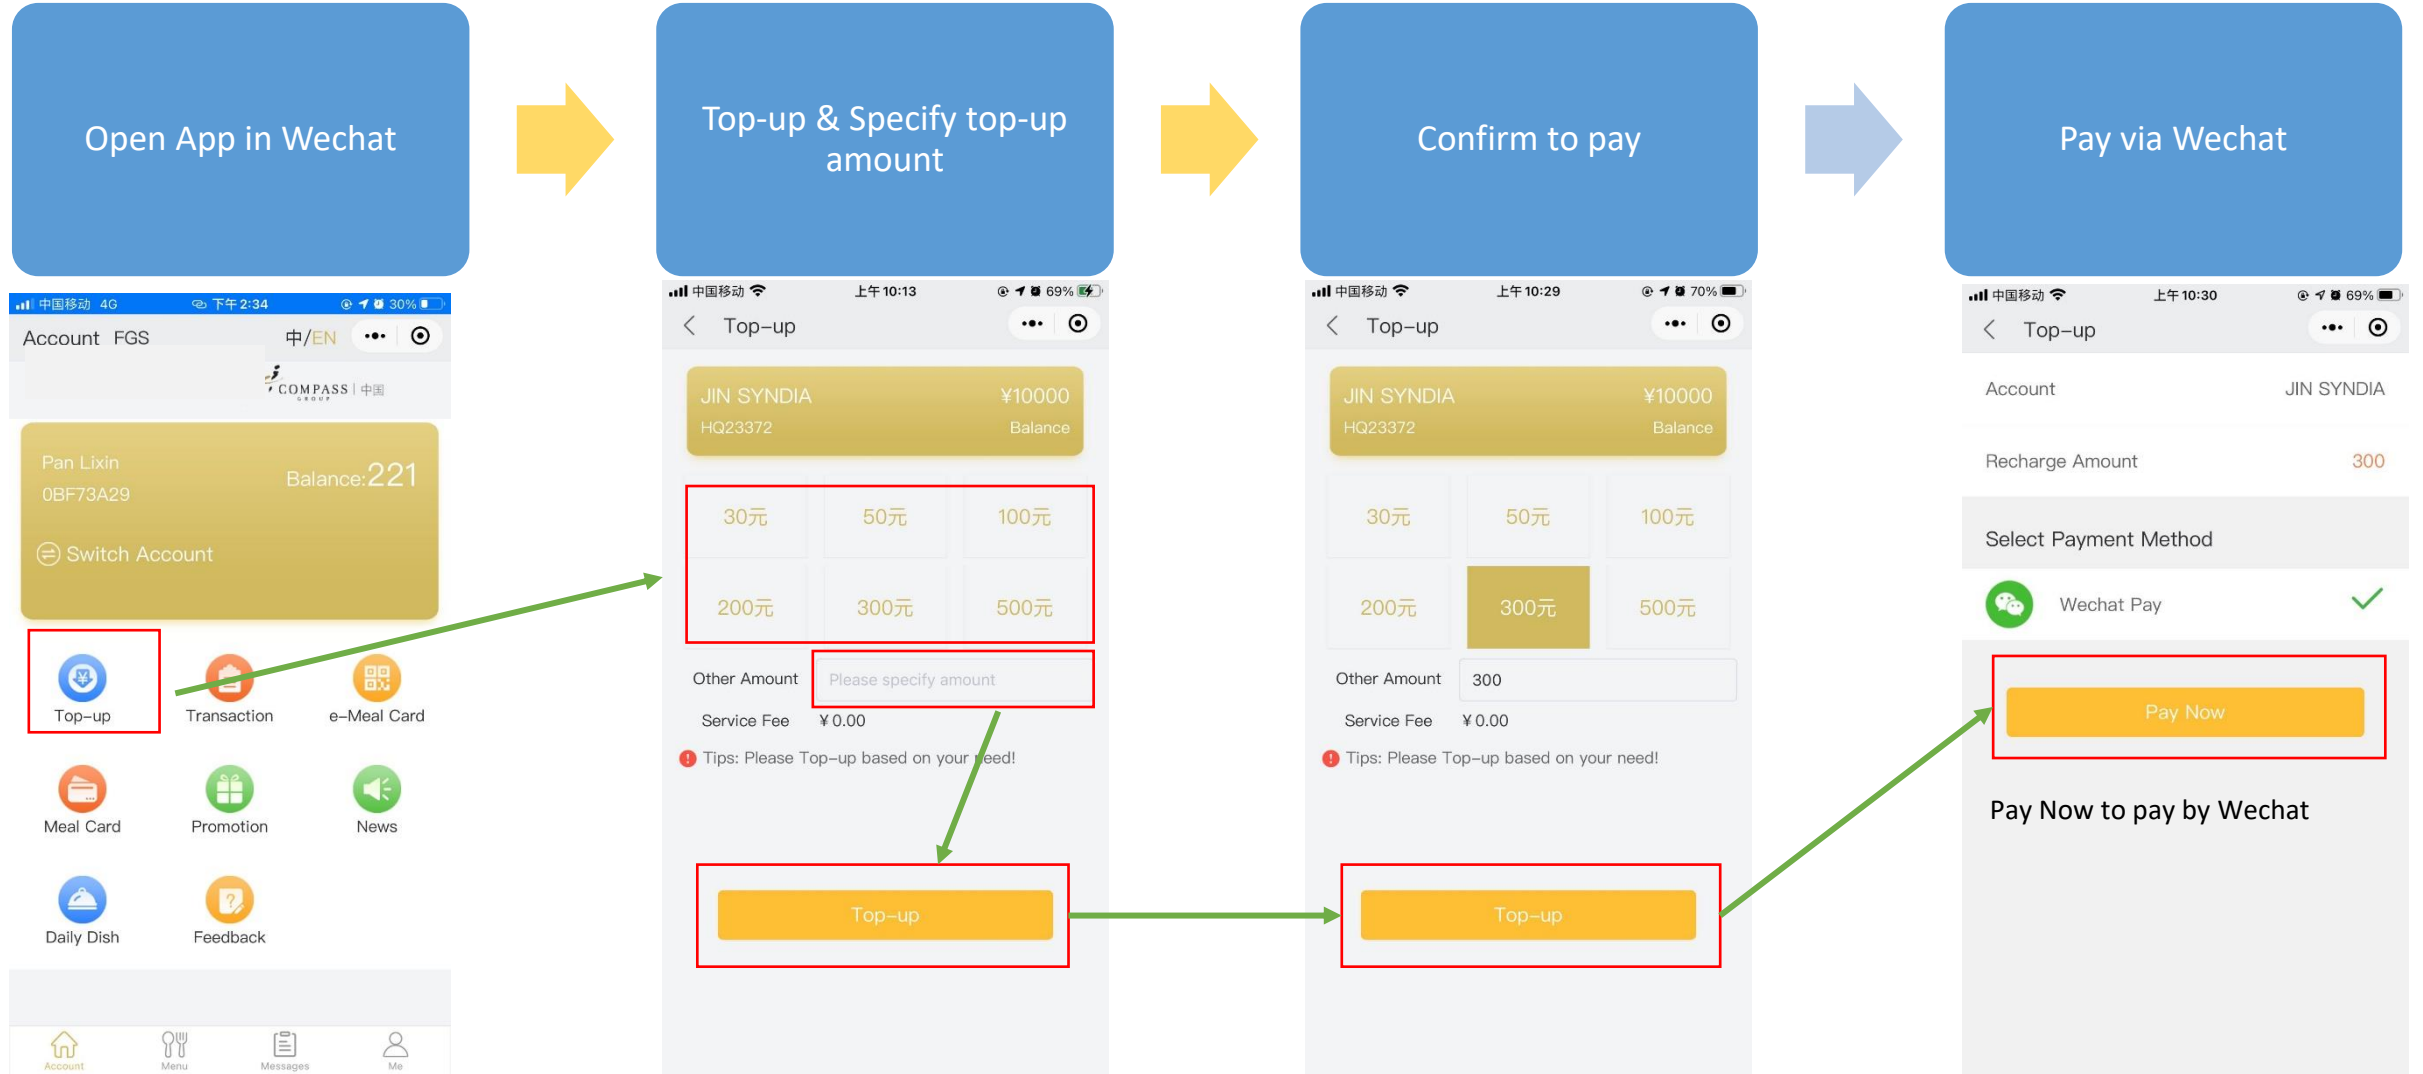 Open App in Wechat
Top-up & Specify top-up
amount
Confirm to pay
Pay via Wechat
中国移动 4G 下午2:34 30%
Account FGS 中/EN
COMPASS 中国
GROUP
Pan Lixin
0BF73A29
Balance:221
Switch Account
Top-up Transaction e-Meal Card
Meal Card Promotion News
Daily Dish Feedback
Account Menu Messages Me
中国移动 上午10:13 69%
Top-up
JIN SYNDIA ¥10000
HQ23372 Balance
30元 50元 100元
200元 300元 500元
Other Amount Please specify amount
Service Fee ¥0.00
Tips: Please Top-up based on your need!
Top-up
中国移动 上午10:29 70%
Top-up
JIN SYNDIA ¥10000
HQ23372 Balance
30元 50元 100元
200元 300元 500元
Other Amount 300
Service Fee ¥0.00
Tips: Please Top-up based on your need!
Top-up
中国移动 上午10:30 69%
Top-up
Account JIN SYNDIA
Recharge Amount 300
Select Payment Method
Wechat Pay
Pay Now
Pay Now to pay by Wechat